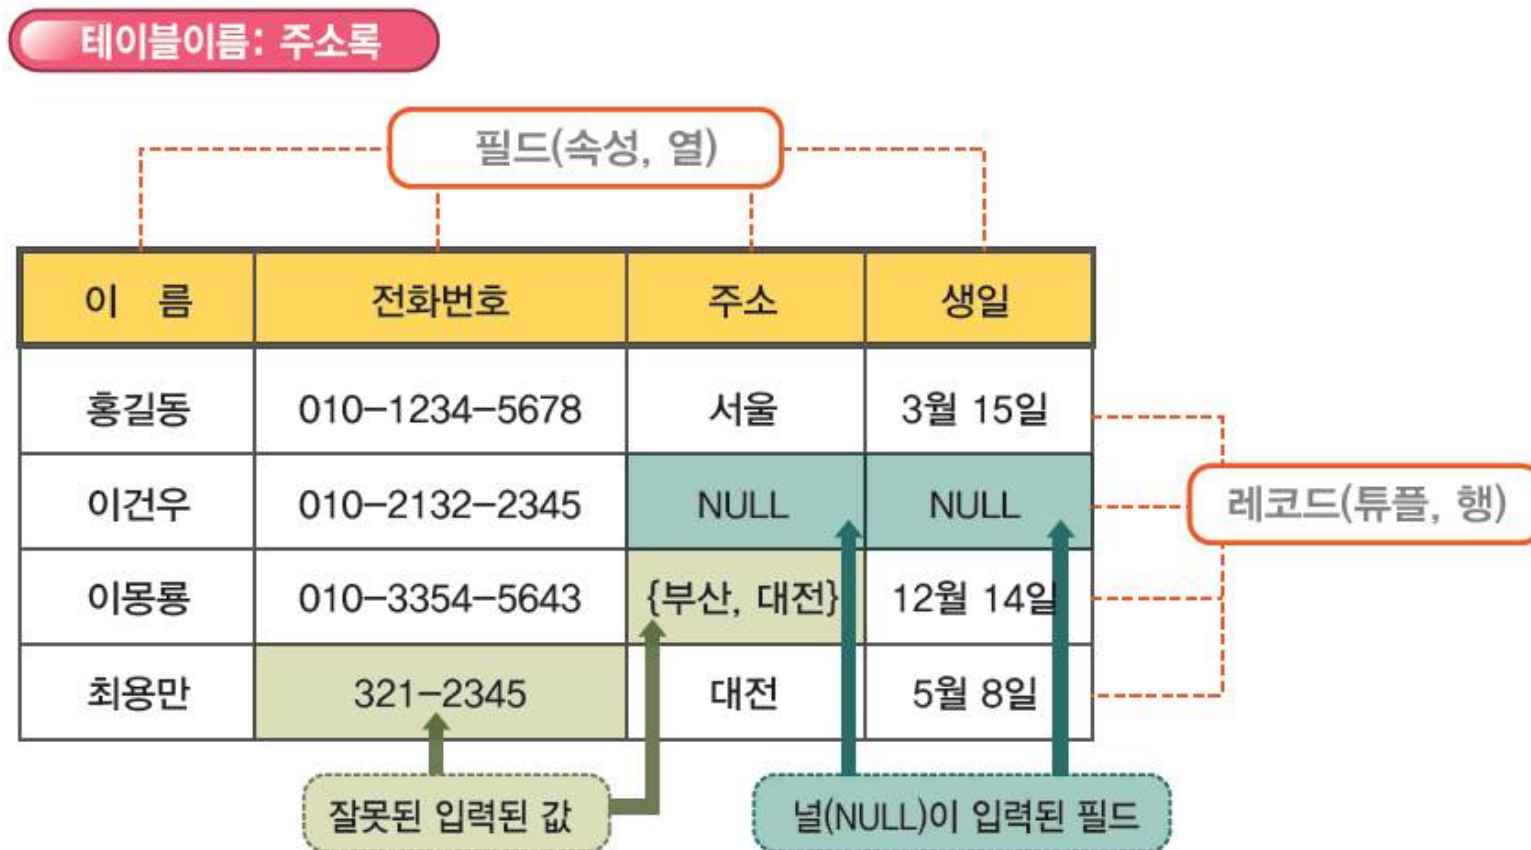 테이블이름: 주소록
필드(속성, 열)
이 름 전화번호 주소 생일
홍길동 010-1234-5678 서울 3월 15일
이건우 010-2132-2345 NULL NULL
레코드(튜플, 행)
이몽룡 010-3354-5643 {부산, 대전} 12월 14일
최용만 321-2345 대전 5월 8일
잘못된 입력된 값 널(NULL)이 입력된 필드